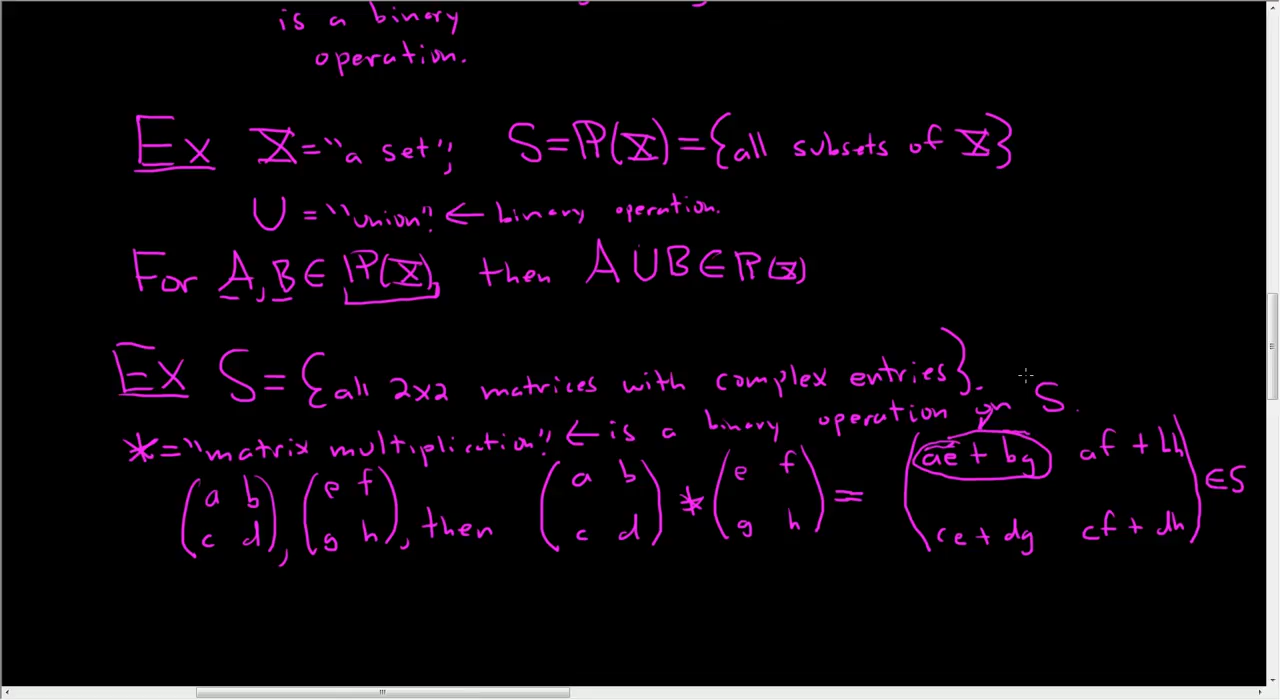 is a binary
operation.
Ex X = "a set"; S = P(X) = {all subsets of X}
U = "union" ← binary operation.
For A, B ∈ P(X), then A ∪ B ∈ P(X)
Ex S = {all 2x2 matrices with complex entries}.
* = "matrix multiplication" ← is a binary operation on S.
(a b / c d), (e f / g h), then (a b / c d) * (e f / g h) = (ae + bg af + bh / ce + dg cf + dh) ∈ S